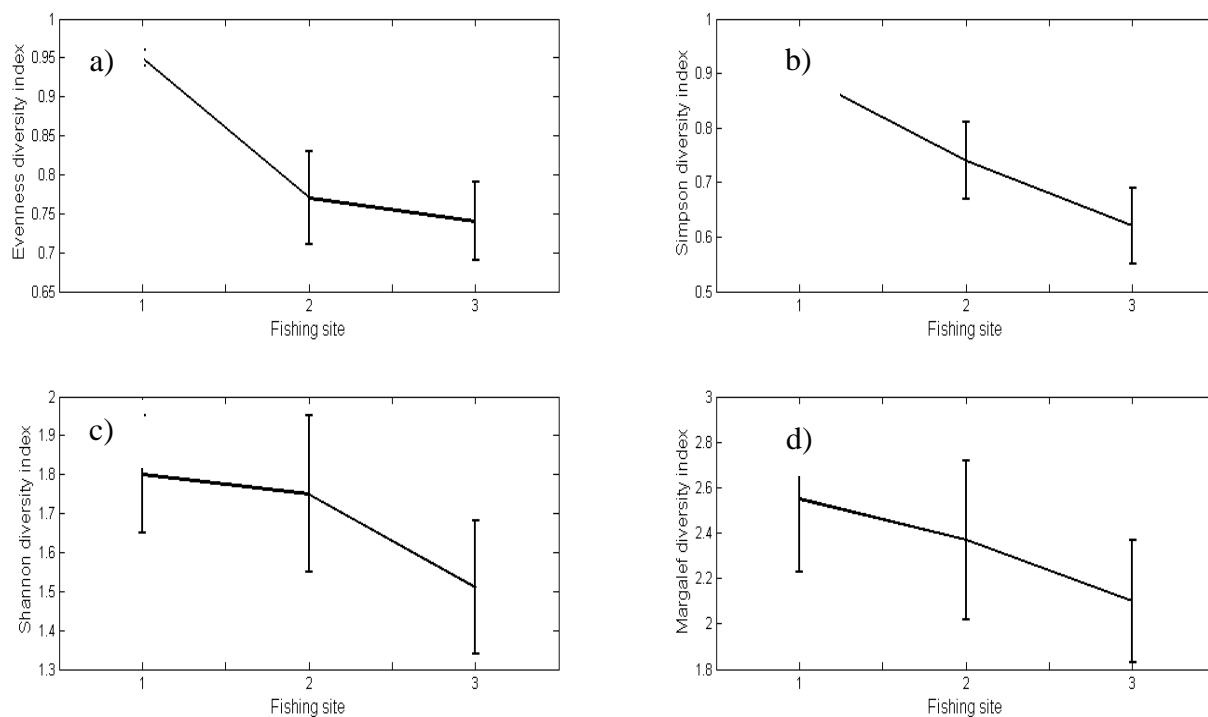 a)
Evenness diversity index
1
0.95
0.9
0.85
0.8
0.75
0.7
0.65
1 2 3
Fishing site
b)
Simpson diversity index
1
0.9
0.8
0.7
0.6
0.5
1 2 3
Fishing site
c)
Shannon diversity index
2
1.9
1.8
1.7
1.6
1.5
1.4
1.3
1 2 3
Fishing site
d)
Margalef diversity index
3
2.8
2.6
2.4
2.2
2
1.8
1 2 3
Fishing site